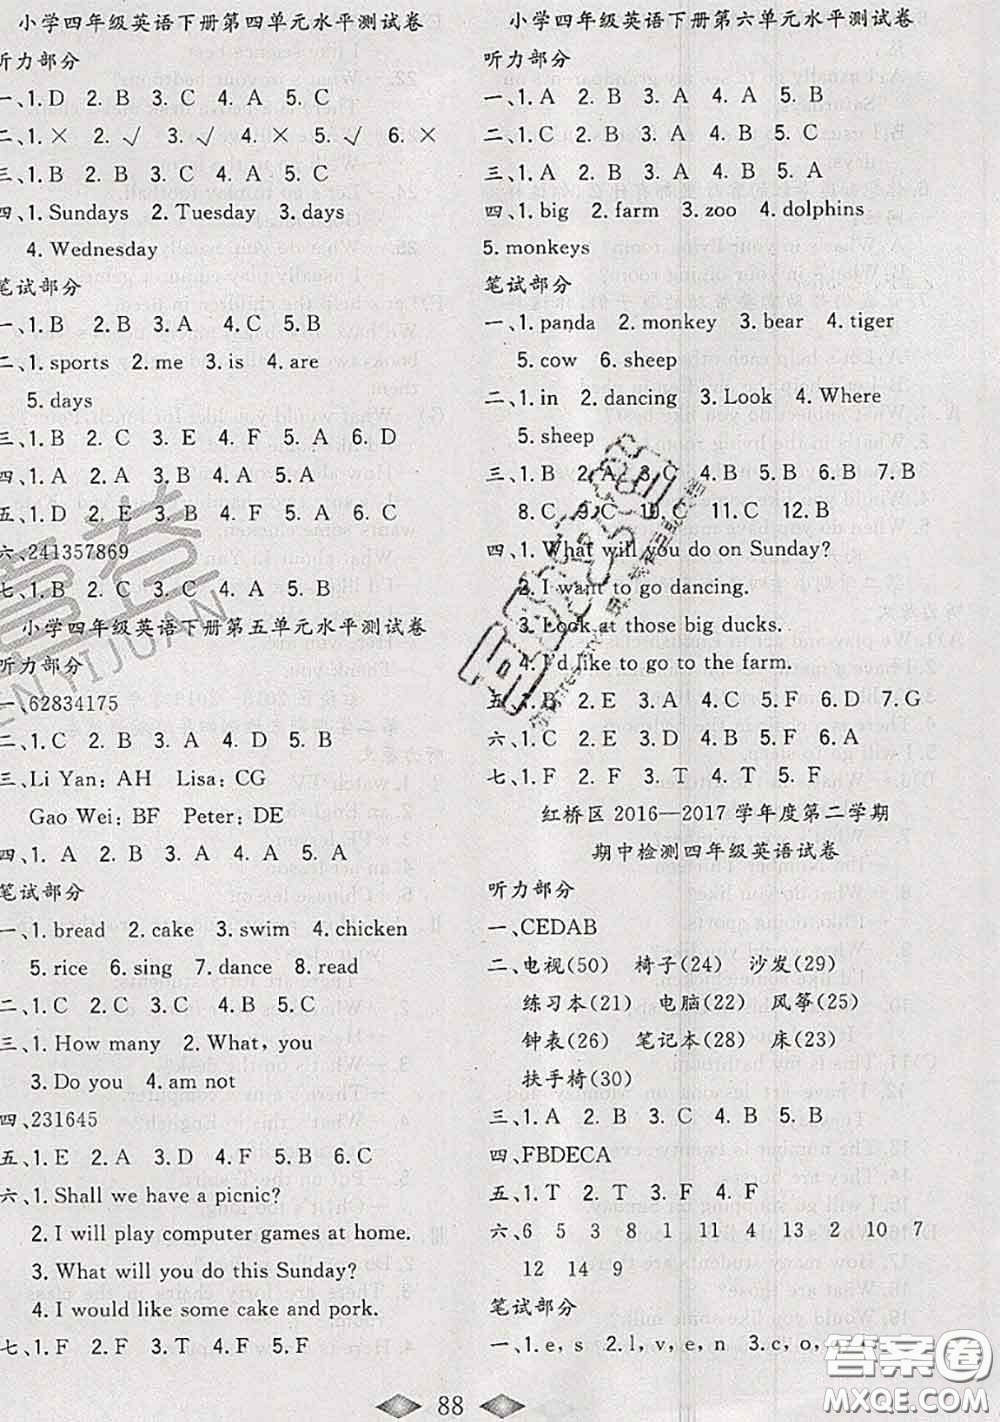 小学四年级英语下册第四单元水平测试卷
听力部分
一、1. D 2. B 3. C 4. A 5. C
二、1. × 2. √ 3. √ 4. × 5. √ 6. ×
三、1. B 2. A 3. B 4. C 5. C
四、1. Sundays 2. Tuesday 3. days
4. Wednesday
笔试部分
一、1. B 2. B 3. A 4. C 5. B
二、1. sports 2. me 3. is 4. are
5. days
三、1. B 2. C 3. E 4. F 5. A 6. D
四、1. A 2. A 3. B 4. A 5. A
五、1. D 2. E 3. F 4. B 5. A 6. C
六、241357869
七、1. B 2. D 3. A 4. C 5. C
小学四年级英语下册第五单元水平测试卷
听力部分
一、62834175
二、1. C 2. B 3. A 4. D 5. B
三、Li Yan: AH Lisa: CG
Gao Wei: BF Peter: DE
四、1. A 2. A 3. B 4. B 5. A
笔试部分
一、1. bread 2. cake 3. swim 4. chicken
5. rice 6. sing 7. dance 8. read
二、1. C 2. C 3. C 4. A 5. C
三、1. How many 2. What, you
3. Do you 4. am not
四、231645
五、1. E 2. A 3. D 4. C 5. B
六、1. Shall we have a picnic?
2. I will play computer games at home.
3. What will you do this Sunday?
4. I would like some cake and pork.
七、1. F 2. F 3. T 4. F 5. F
小学四年级英语下册第六单元水平测试卷
听力部分
一、1. A 2. B 3. C 4. A 5. B
二、1. C 2. B 3. A 4. B 5. C
三、1. A 2. B 3. A 4. A 5. A
四、1. big 2. farm 3. zoo 4. dolphins
5. monkeys
笔试部分
一、1. panda 2. monkey 3. bear 4. tiger
5. cow 6. sheep
二、1. in 2. dancing 3. Look 4. Where
5. sheep
三、1. B 2. A 3. C 4. B 5. B 6. B 7. B
8. C 9. C 10. C 11. C 12. B
四、1. What will you do on Sunday?
2. I want to go dancing.
3. Look at those big ducks.
4. I'd like to go to the farm.
五、1. B 2. E 3. A 4. C 5. F 6. D 7. G
六、1. C 2. E 3. D 4. B 5. F 6. A
七、1. F 2. F 3. T 4. T 5. F
红桥区 2016—2017 学年度第二学期
期中检测四年级英语试卷
听力部分
一、CEDAB
二、电视(50) 椅子(24) 沙发(29)
练习本(21) 电脑(22) 风筝(25)
钟表(26) 笔记本(28) 床(23)
扶手椅(30)
三、1. A 2. B 3. B 4. B 5. B
四、FBDECA
五、1. T 2. T 3. F 4. F 5. T
六、6 5 3 8 1 11 4 13 2 10 7
12 14 9
笔试部分
一、1. e, s 2. l, v, e, n 3. c, o,
88
答案圈
MXQE.COM